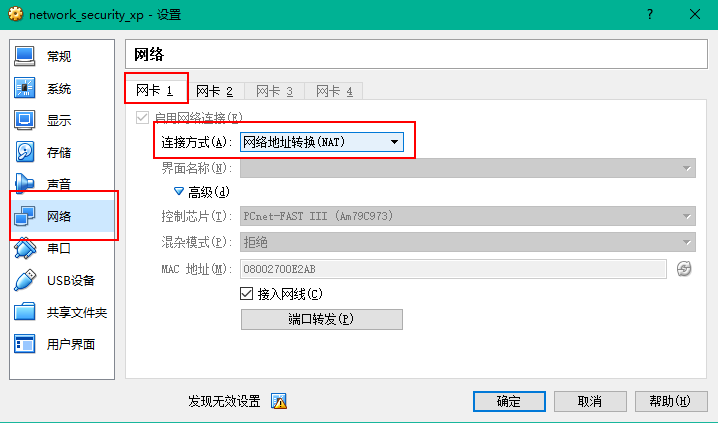 network_security_xp - 设置
? ×
常规
系统
显示
存储
声音
网络
串口
USB设备
共享文件夹
用户界面
网络
网卡 1 网卡 2 网卡 3 网卡 4
启用网络连接(E)
连接方式(A): 网络地址转换(NAT)
界面名称(N):
高级(d)
控制芯片(T): PCnet-FAST III (Am79C973)
混杂模式(P): 拒绝
MAC 地址(M): 08002700E2AB
接入网线(C)
端口转发(P)
发现无效设置
确定 取消 帮助(H)